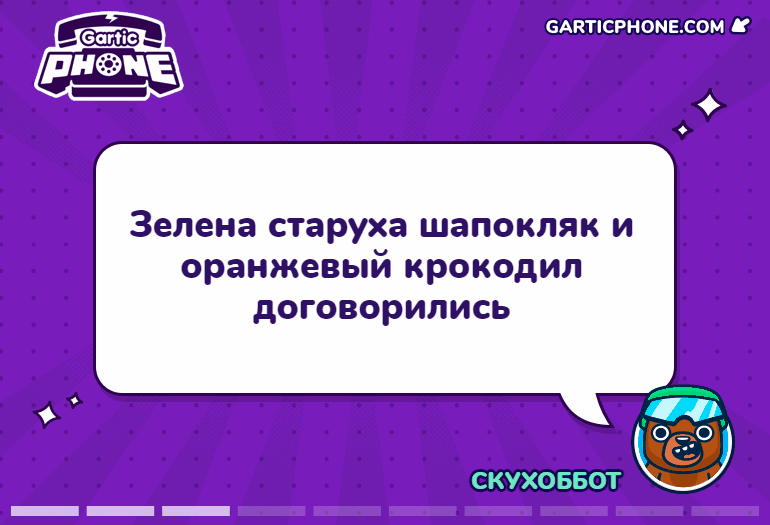 Gartic
PHONE
GARTICPHONE.COM
Зелена старуха шапокляк и
оранжевый крокодил
договорились
СКУХОББОТ